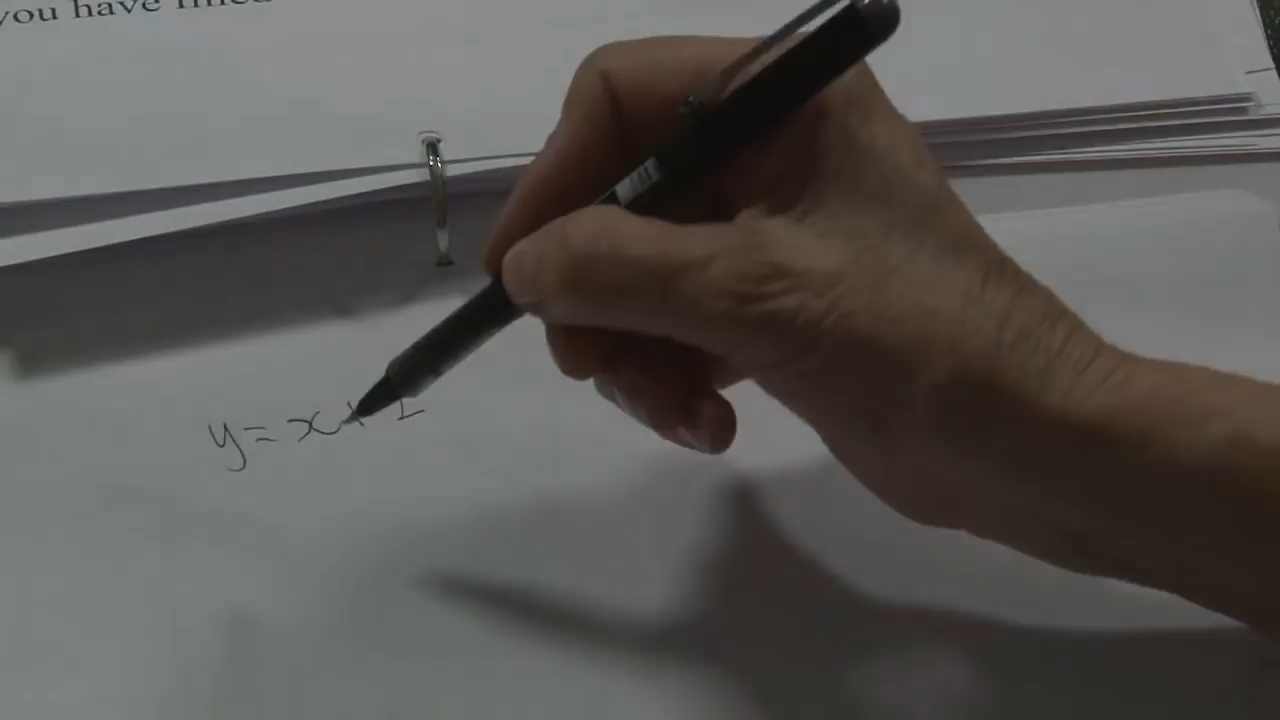 you have
y = x + 1